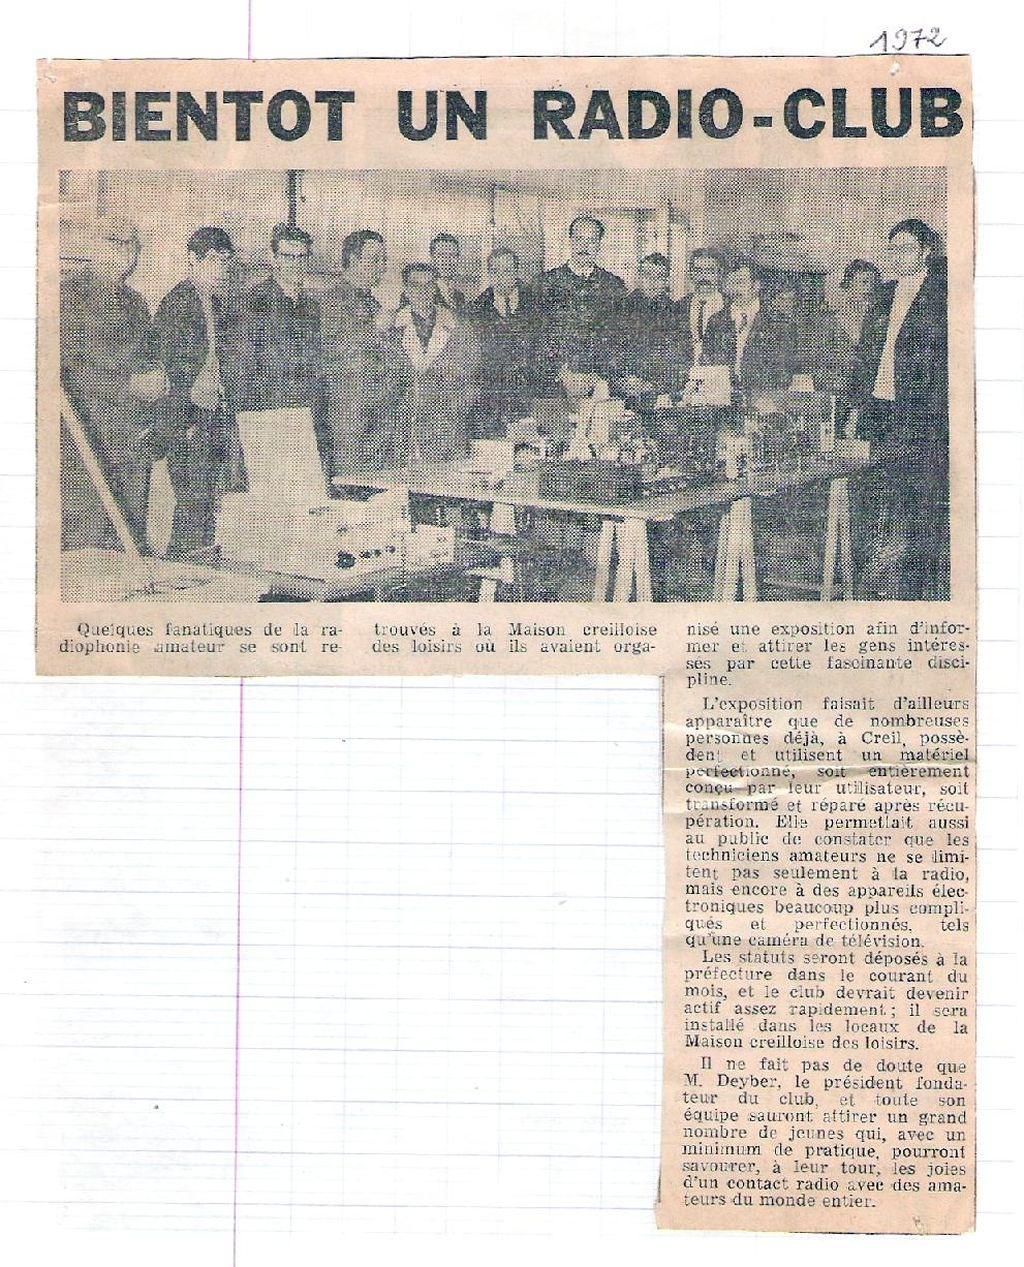 1972
BIENTOT UN RADIO-CLUB
Quelques fanatiques de la ra-
diophonie amateur se sont re-
trouvés à la Maison creilloise
des loisirs où ils avaient orga-
nisé une exposition afin d'infor-
mer et attirer les gens intéres-
sés par cette fascinante disci-
pline.
L'exposition faisait d'ailleurs
apparaître que de nombreuses
personnes déjà, à Creil, possè-
dent et utilisent un matériel
perfectionné, soit entièrement
conçu par leur utilisateur, soit
transformé et réparé après récu-
pération. Elle permettait aussi
au public de constater que les
techniciens amateurs ne se limi-
tent pas seulement à la radio,
mais encore à des appareils élec-
troniques beaucoup plus compli-
qués et perfectionnés, tels
qu'une caméra de télévision.
Les statuts seront déposés à la
préfecture dans le courant du
mois, et le club devrait devenir
actif assez rapidement ; il sera
installé dans les locaux de la
Maison creilloise des loisirs.
Il ne fait pas de doute que
M. Deyber, le président fonda-
teur du club, et toute son
équipe sauront attirer un grand
nombre de jeunes qui, avec un
minimum de pratique, pourront
savourer, à leur tour, les joies
d'un contact radio avec des ama-
teurs du monde entier.